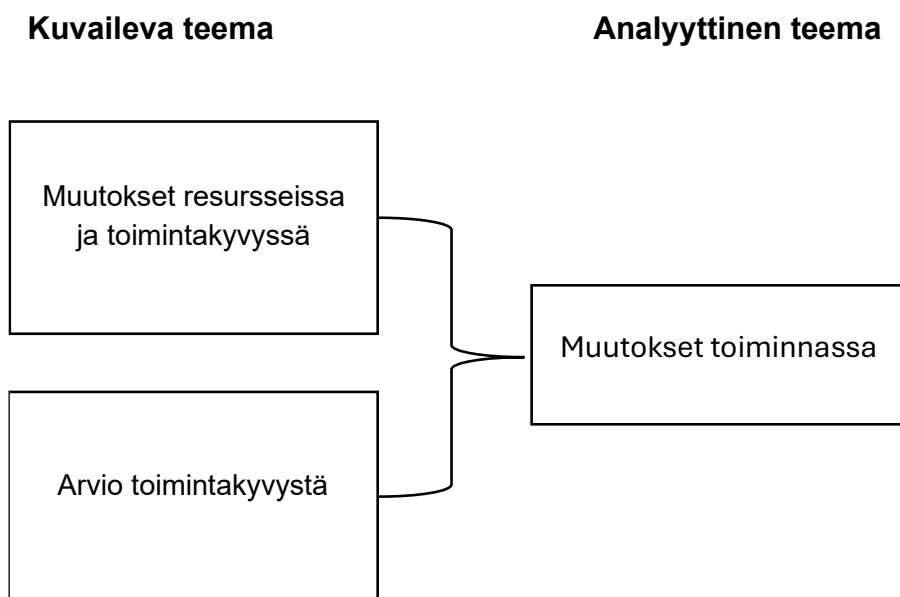 Kuvaileva teema
Analyyttinen teema
Muutokset resursseissa
ja toimintakyvyssä
Muutokset toiminnassa
Arvio toimintakyvystä